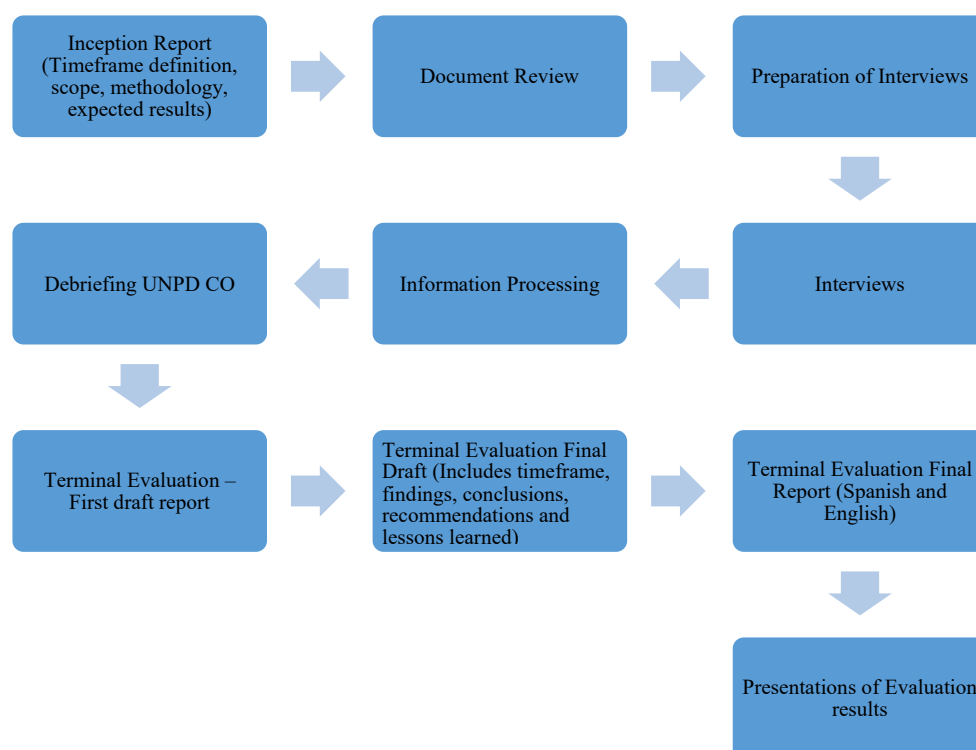 Inception Report
(Timeframe definition,
scope, methodology,
expected results)
Document Review
Preparation of Interviews
Interviews
Information Processing
Debriefing UNPD CO
Terminal Evaluation –
First draft report
Terminal Evaluation Final
Draft (Includes timeframe,
findings, conclusions,
recommendations and
lessons learned)
Terminal Evaluation Final
Report (Spanish and
English)
Presentations of Evaluation
results